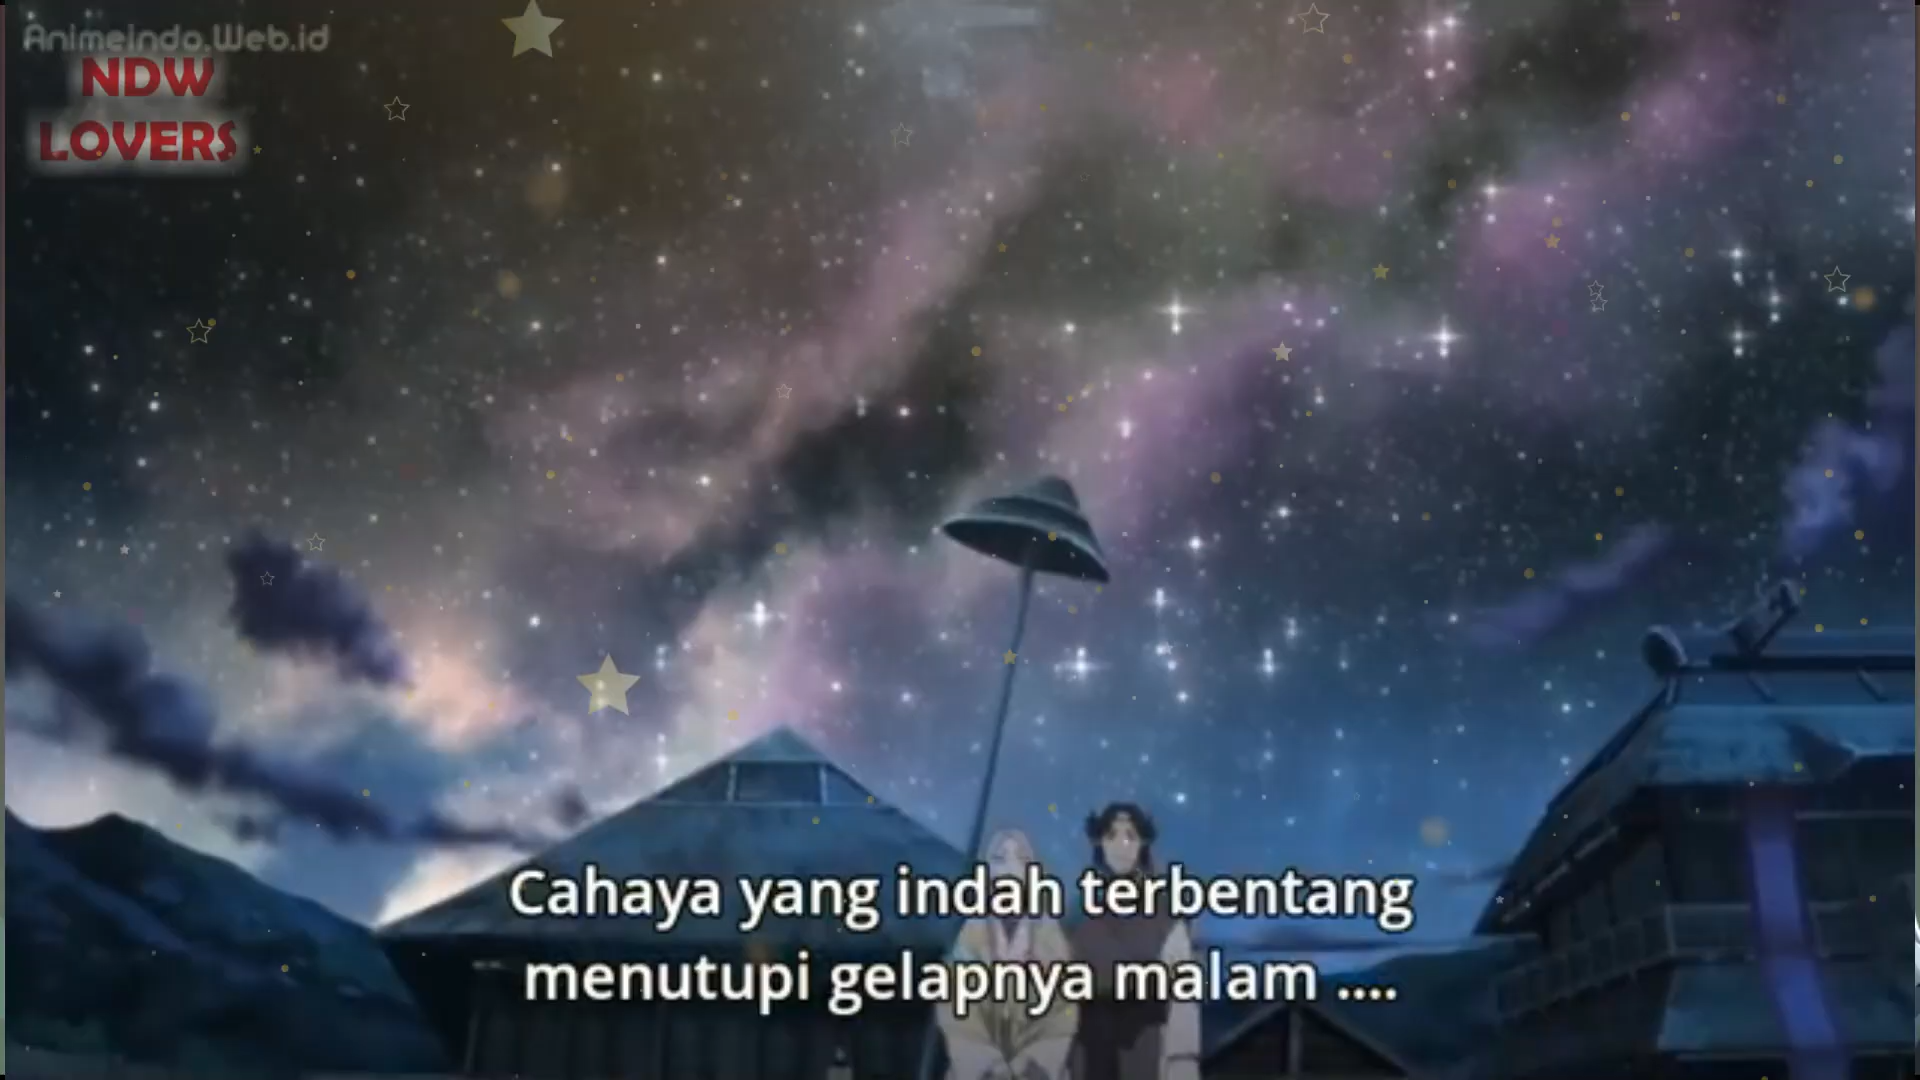 AnimeIndo.Web.id
NDW
LOVERS
Cahaya yang indah terbentang
menutupi gelapnya malam ....